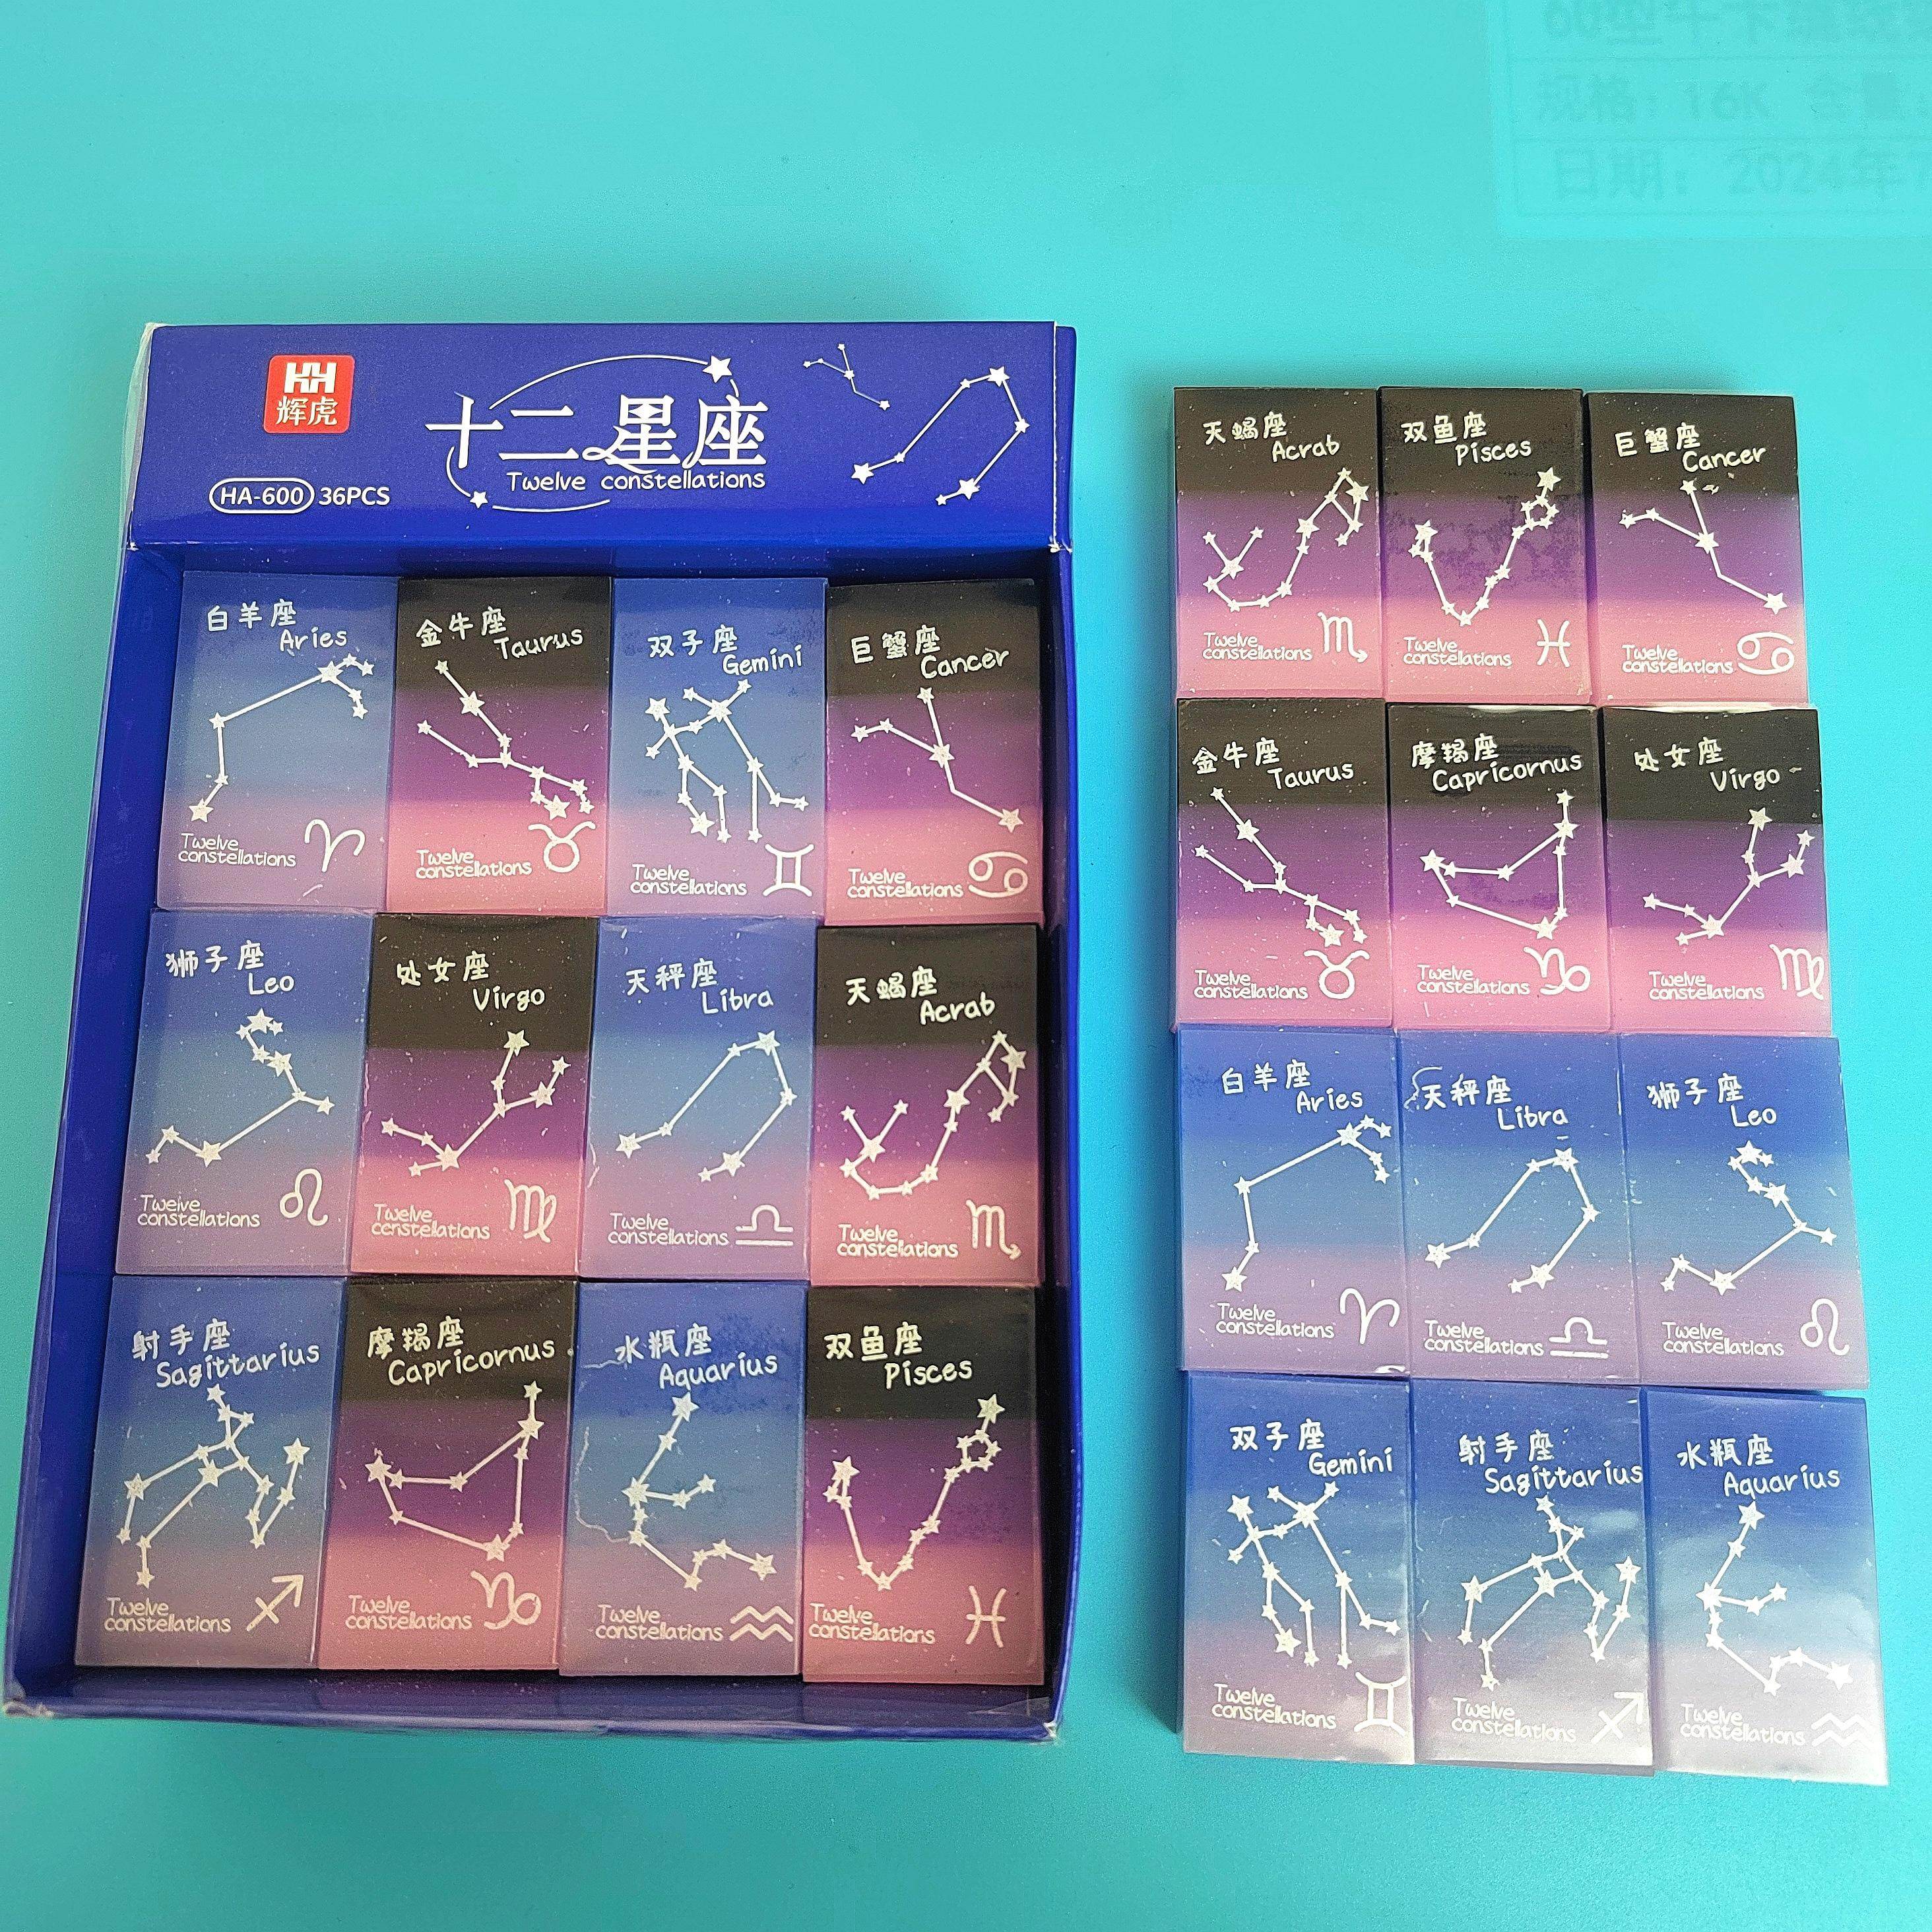 60型牛卡
规格：16K 含量
日期：2024年
HH
辉虎
十二星座
Twelve constellations
HA-600 36PCS
白羊座
Aries
Twelve
constellations
金牛座
Taurus
Twelve
constellations
双子座
Gemini
Twelve
constellations
巨蟹座
Cancer
Twelve
constellations
狮子座
Leo
Twelve
constellations
处女座
Virgo
Twelve
constellations
天秤座
Libra
Twelve
constellations
天蝎座
Acrab
Twelve
constellations
射手座
Sagittarius
Twelve
constellations
摩羯座
Capricornus
Twelve
constellations
水瓶座
Aquarius
Twelve
constellations
双鱼座
Pisces
Twelve
constellations
天蝎座
Acrab
Twelve
constellations
双鱼座
Pisces
Twelve
constellations
巨蟹座
Cancer
Twelve
constellations
金牛座
Taurus
Twelve
constellations
摩羯座
Capricornus
Twelve
constellations
处女座
Virgo
Twelve
constellations
白羊座
Aries
Twelve
constellations
天秤座
Libra
Twelve
constellations
狮子座
Leo
Twelve
constellations
双子座
Gemini
Twelve
constellations
射手座
Sagittarius
Twelve
constellations
水瓶座
Aquarius
Twelve
constellations